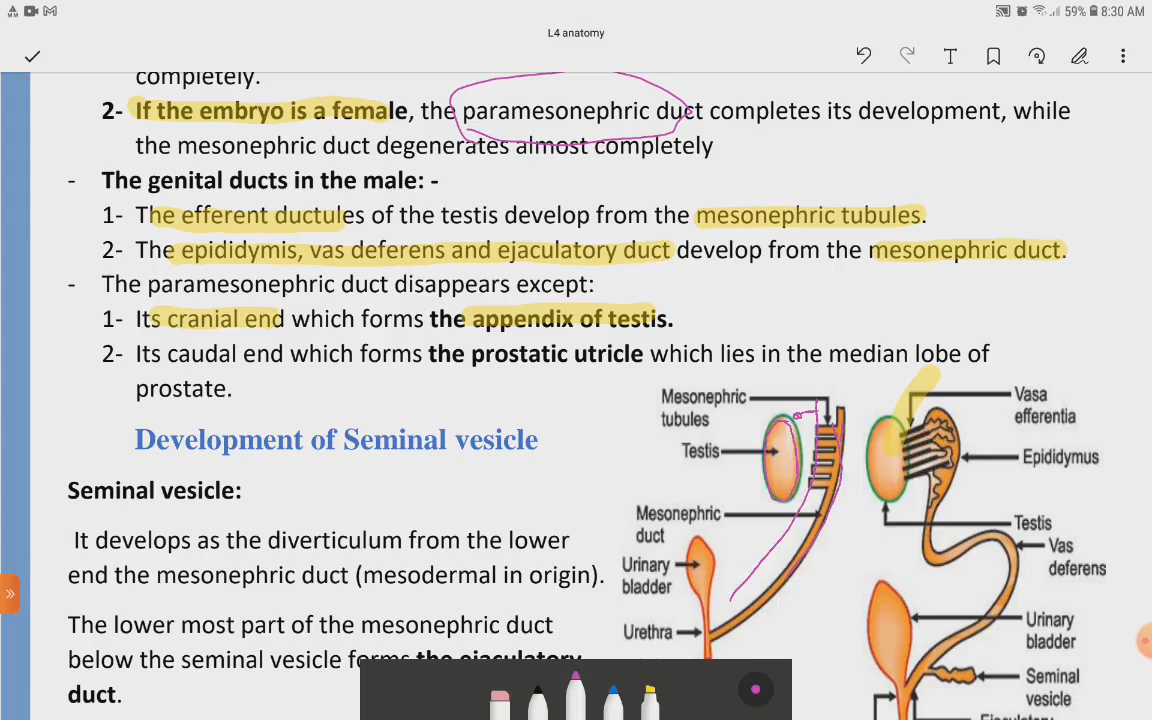 59% 8:30 AM
L4 anatomy
completely.
2- If the embryo is a female, the paramesonephric duct completes its development, while
the mesonephric duct degenerates almost completely
- The genital ducts in the male: -
1- The efferent ductules of the testis develop from the mesonephric tubules.
2- The epididymis, vas deferens and ejaculatory duct develop from the mesonephric duct.
- The paramesonephric duct disappears except:
1- Its cranial end which forms the appendix of testis.
2- Its caudal end which forms the prostatic utricle which lies in the median lobe of
prostate.
Development of Seminal vesicle
Seminal vesicle:
It develops as the diverticulum from the lower
end the mesonephric duct (mesodermal in origin).
The lower most part of the mesonephric duct
below the seminal vesicle forms the ejaculatory
duct.
Mesonephric
tubules
Testis
Mesonephric
duct
Urinary
bladder
Urethra
Vasa
efferentia
Epididymus
Testis
Vas
deferens
Urinary
bladder
Seminal
vesicle
Ejaculatory